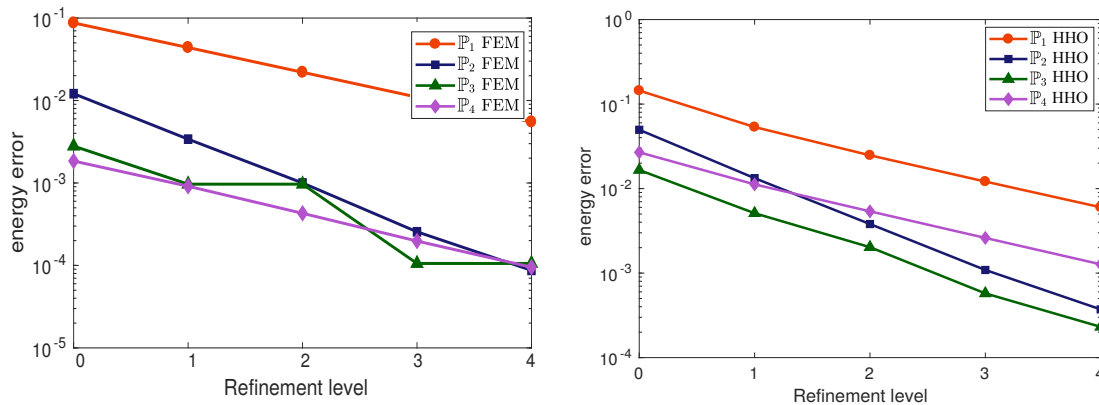 10^{-1}
10^{-2}
10^{-3}
10^{-4}
10^{-5}
energy error
0 1 2 3 4
Refinement level
ℙ₁ FEM
ℙ₂ FEM
ℙ₃ FEM
ℙ₄ FEM
10^{0}
10^{-1}
10^{-2}
10^{-3}
10^{-4}
energy error
0 1 2 3 4
Refinement level
ℙ₁ HHO
ℙ₂ HHO
ℙ₃ HHO
ℙ₄ HHO